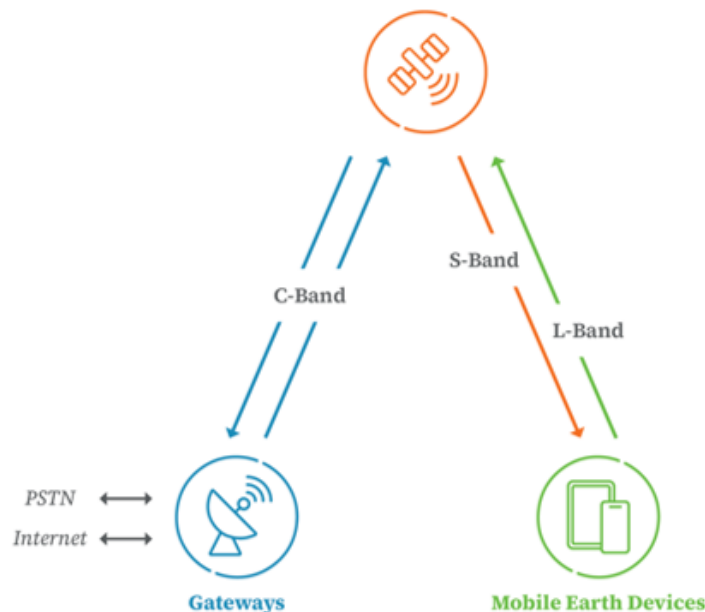 S-Band
C-Band
L-Band
PSTN
Internet
Gateways
Mobile Earth Devices